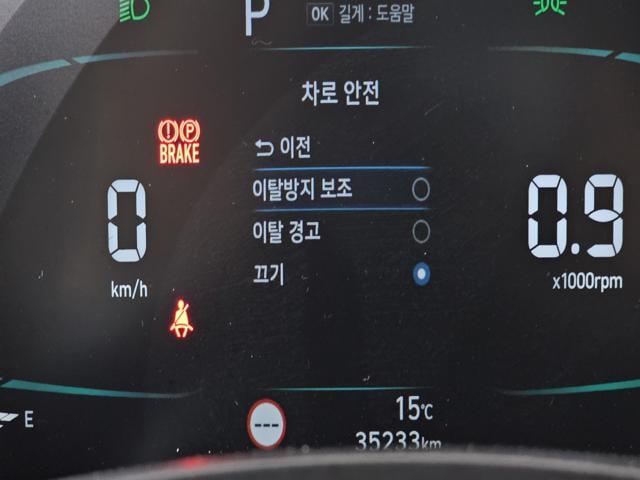 P
OK 길게 : 도움말
차로 안전
BRAKE
이전
이탈방지 보조
0
이탈 경고
0.9
끄기
km/h
x1000rpm
E
---
15℃
35233km